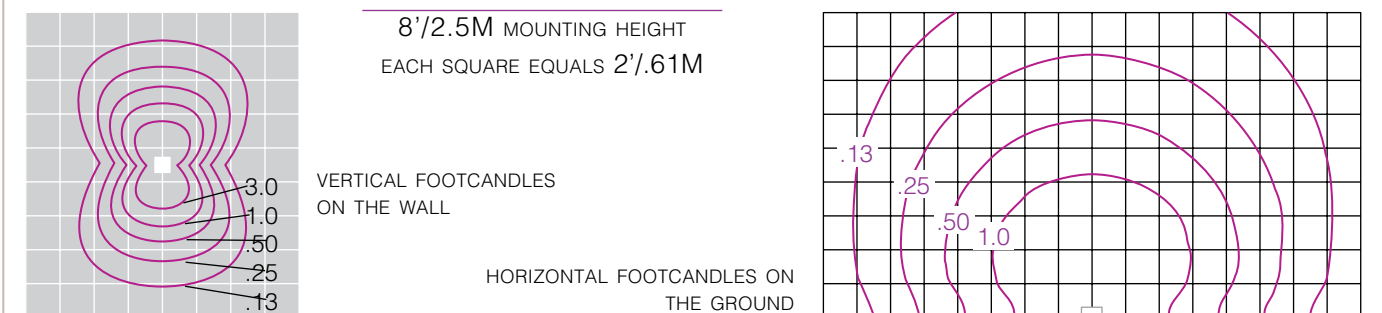 8’/2.5M MOUNTING HEIGHT
EACH SQUARE EQUALS 2’/.61M
3.0
1.0
.50
.25
.13
VERTICAL FOOTCANDLES
ON THE WALL
HORIZONTAL FOOTCANDLES ON
THE GROUND
.13
.25
.50
1.0